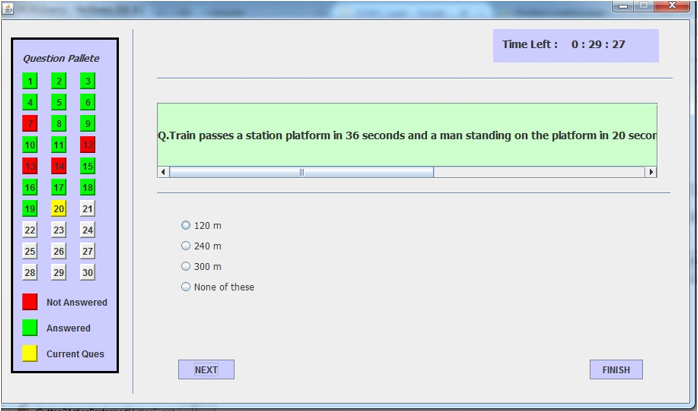 Time Left : 0 : 29 : 27
Question Pallete
1 2 3
4 5 6
7 8 9
10 11 12
13 14 15
16 17 18
19 20 21
22 23 24
25 26 27
28 29 30
Not Answered
Answered
Current Ques
Q.Train passes a station platform in 36 seconds and a man standing on the platform in 20 secon
120 m
240 m
300 m
None of these
NEXT
FINISH